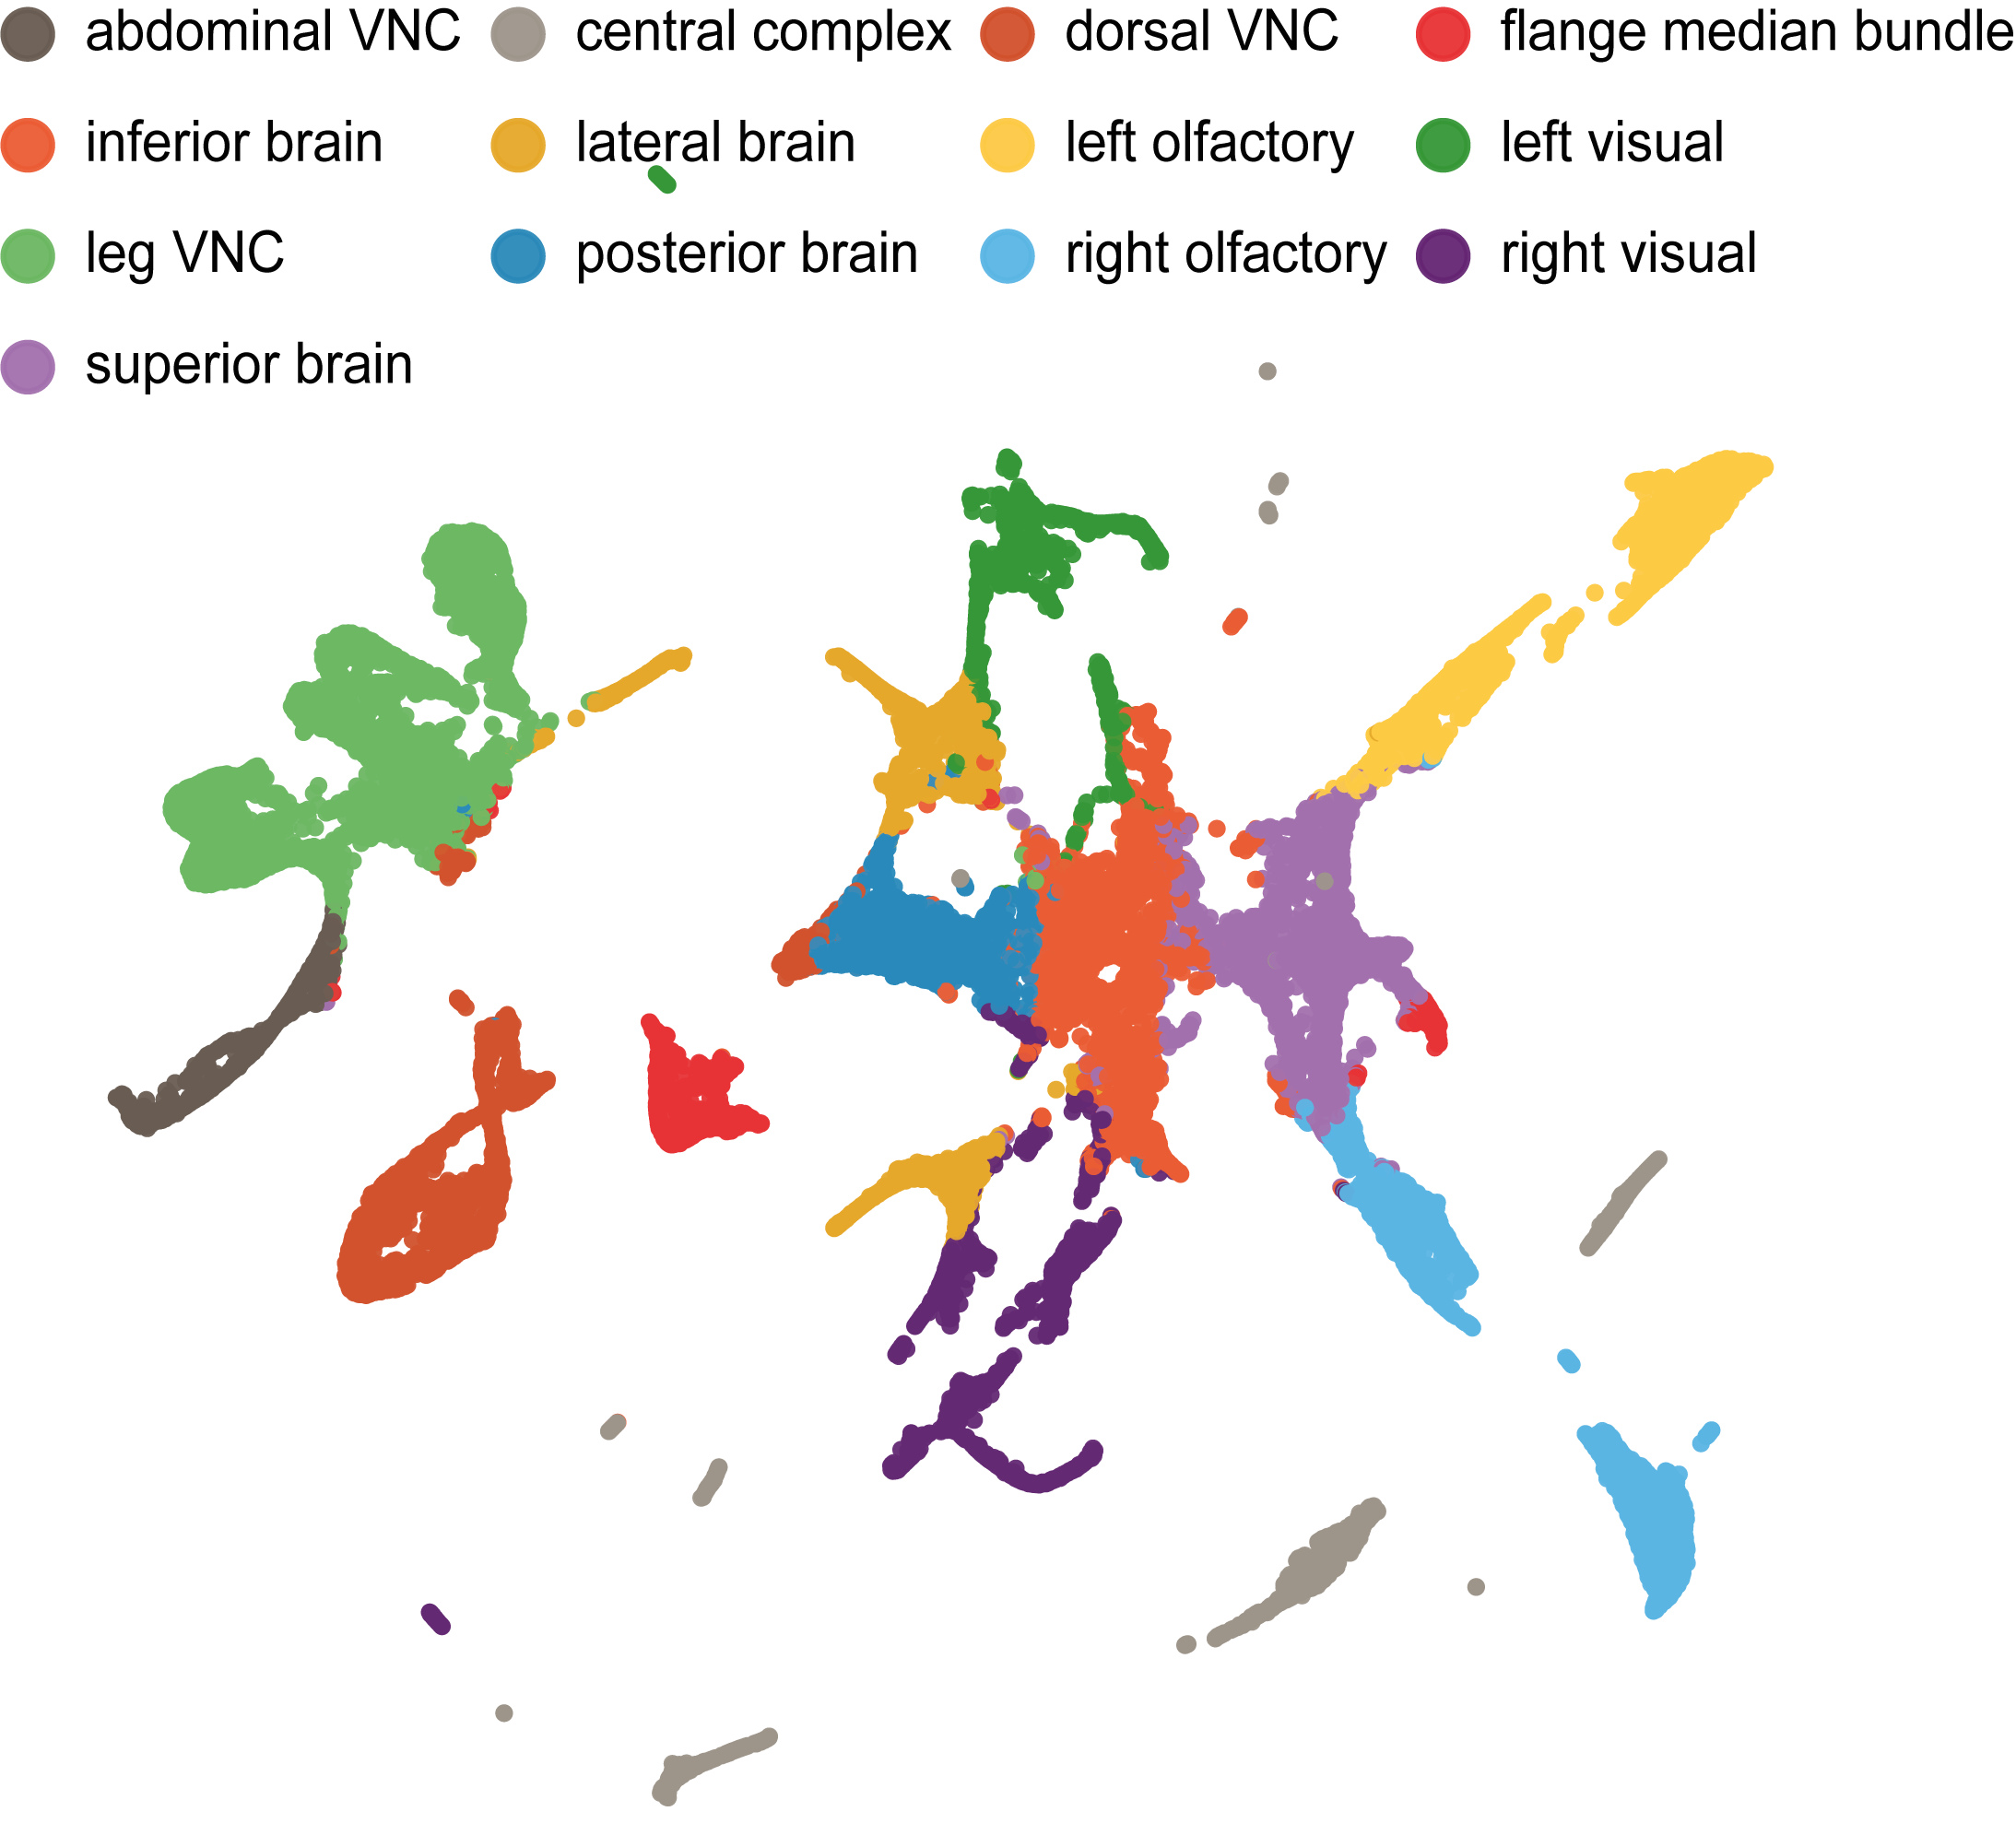 abdominal VNC central complex dorsal VNC flange median bundle
inferior brain lateral brain left olfactory left visual
leg VNC posterior brain right olfactory right visual
superior brain